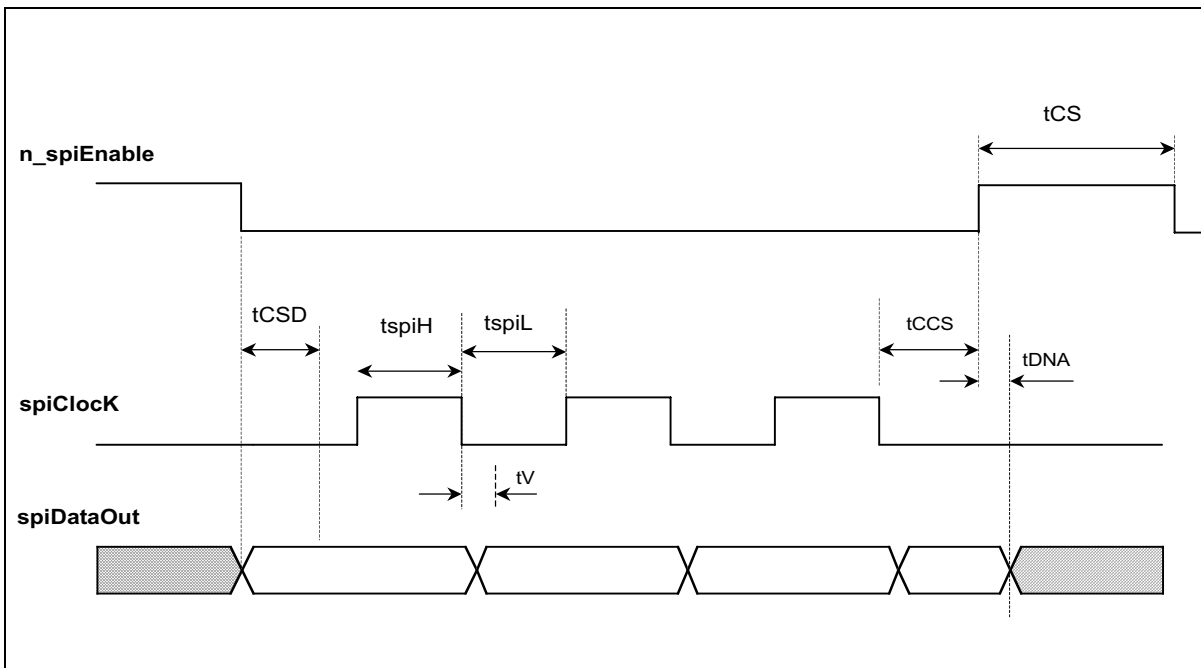 tCS
n_spiEnable
tCSD
tspiH
tspiL
tCCS
tDNA
spiClocK
tV
spiDataOut